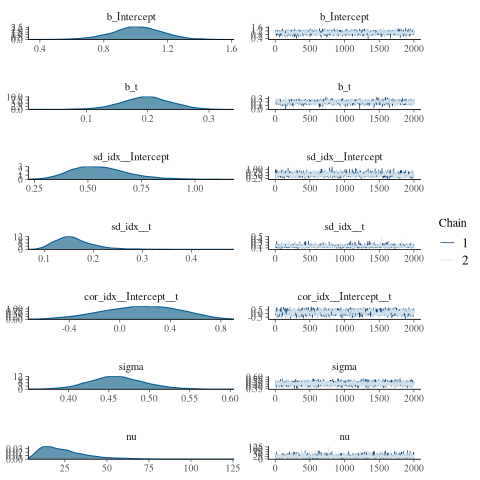 b_Intercept
b_Intercept
0.4 0.8 1.2 1.6
0 500 1000 1500 2000
b_t
b_t
0.1 0.2 0.3
0 500 1000 1500 2000
sd_idx__Intercept
sd_idx__Intercept
0.25 0.50 0.75 1.00
0 500 1000 1500 2000
sd_idx__t
sd_idx__t
0.1 0.2 0.3 0.4
0 500 1000 1500 2000
Chain
1
2
cor_idx__Intercept__t
cor_idx__Intercept__t
-0.4 0.0 0.4 0.8
0 500 1000 1500 2000
sigma
sigma
0.40 0.45 0.50 0.55 0.60
0 500 1000 1500 2000
nu
nu
25 50 75 100 125
0 500 1000 1500 2000